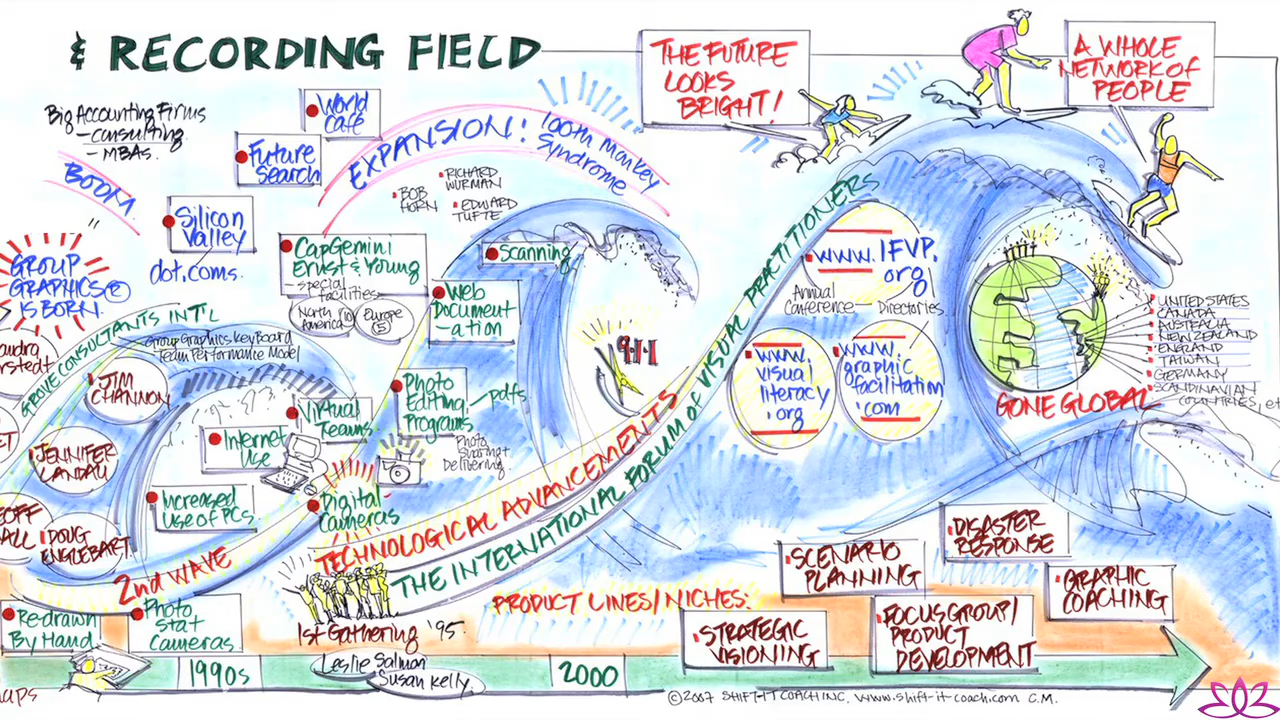 & RECORDING FIELD
Big Accounting Firms
- consulting
- MBAs.
BOOM
World
Café
Future
Search
Silicon
Valley
dot.coms.
EXPANSION!
100th Monkey
Syndrome
BOB
HORN
RICHARD
WURMAN
EDWARD
TUFTE
THE FUTURE
LOOKS
BRIGHT!
A WHOLE
NETWORK OF
PEOPLE
GROUP
GRAPHICS®
IS BORN
CapGemini
Ernst & Young
- special
facilities
North
America (10)
Europe
(5)
Scanning
Web
Document
-ation
9-1-1
GROVE CONSULTANTS INT'L
Group Graphics Keyboard
Team Performance Model
JIM
CHANNON
JENNIFER
LANDAU
DOUG
ENGLEBART
Internet
Use
Virtual
Teams
Increased
Use of PCs.
Digital
Cameras
Photo
Editing
Programs
pdfs
Photo
Sharing +
Delivering
2nd WAVE
TECHNOLOGICAL ADVANCEMENTS
THE INTERNATIONAL FORUM of VISUAL PRACTITIONERS
www.IFVP.
org
Annual
Conference
Directories.
www.
visual
literacy
.org
www.
graphic
facilitation
.com
UNITED STATES
CANADA
AUSTRALIA
NEW ZEALAND
ENGLAND
TAIWAN
GERMANY
SCANDINAVIAN
COUNTRIES, et
GONE GLOBAL
Redrawn
By Hand
Photo
Stat
Cameras
1st Gathering '95
Leslie Salmon
Susan Kelly
PRODUCT LINES/NICHES:
STRATEGIC
VISIONING
SCENARIO
PLANNING
FOCUS GROUP/
PRODUCT
DEVELOPMENT
DISASTER
RESPONSE
GRAPHIC
COACHING
1990s
2000
©2007 SHIFT-IT COACH INC. www.shift-it-coach.com C.M.